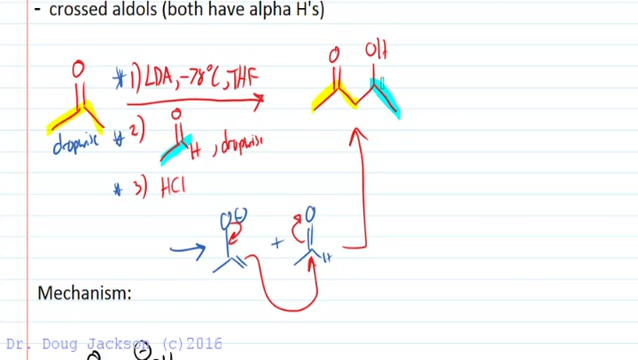 - crossed aldols (both have alpha H's)
O
* 1) LDA, -78°C, THF
O OH
dropwise * 2)
O
H , dropwise
* 3) HCl
O⊖ + O
H
Mechanism:
Dr. Doug Jackson (c)2016